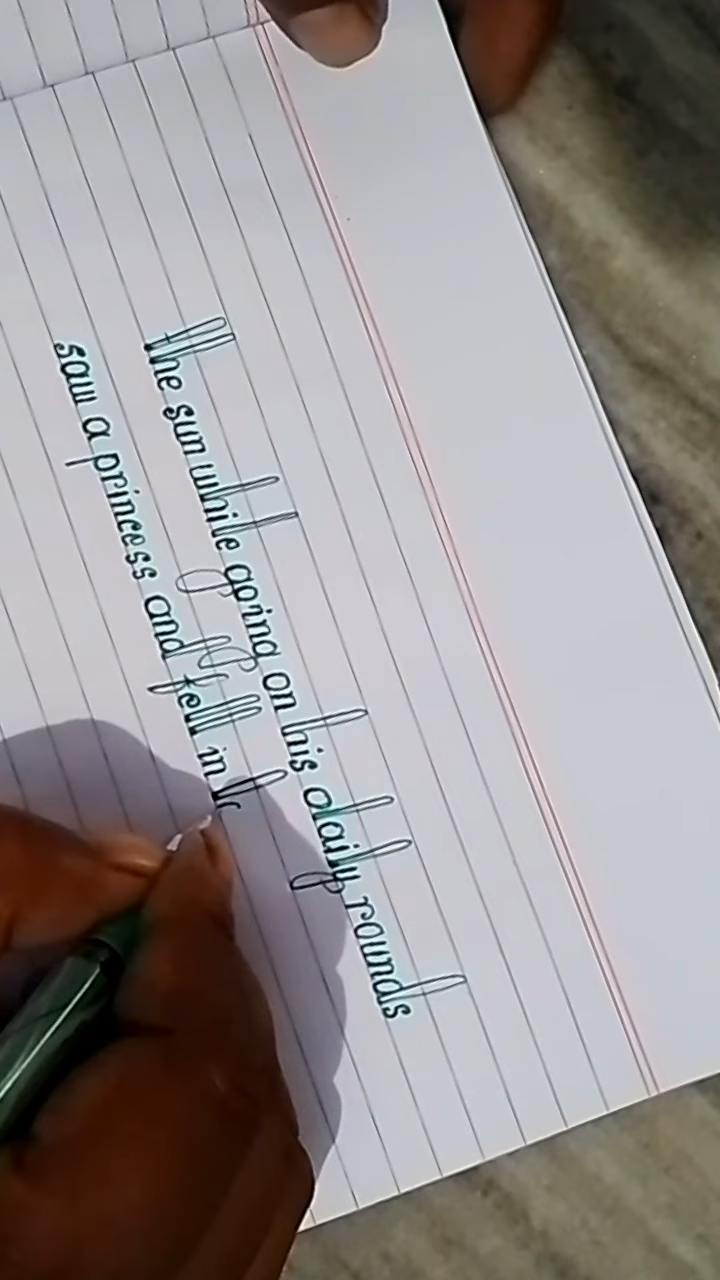 The sun while going on his daily rounds
saw a princess and fell in